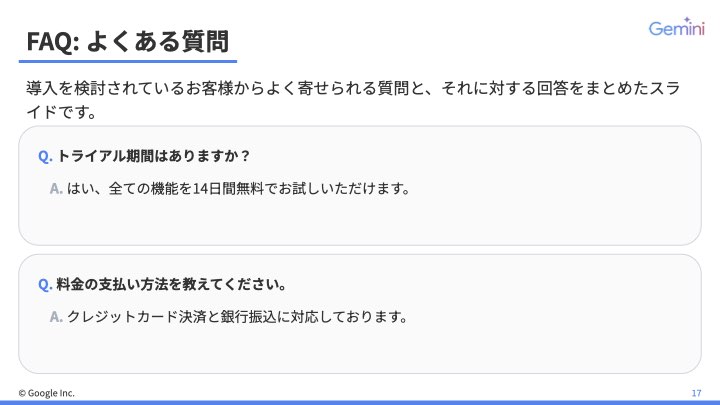 FAQ: よくある質問
Gemini
導入を検討されているお客様からよく寄せられる質問と、それに対する回答をまとめたスラ
イドです。
Q. トライアル期間はありますか？
A. はい、全ての機能を14日間無料でお試しいただけます。
Q. 料金の支払い方法を教えてください。
A. クレジットカード決済と銀行振込に対応しております。
© Google Inc.
17